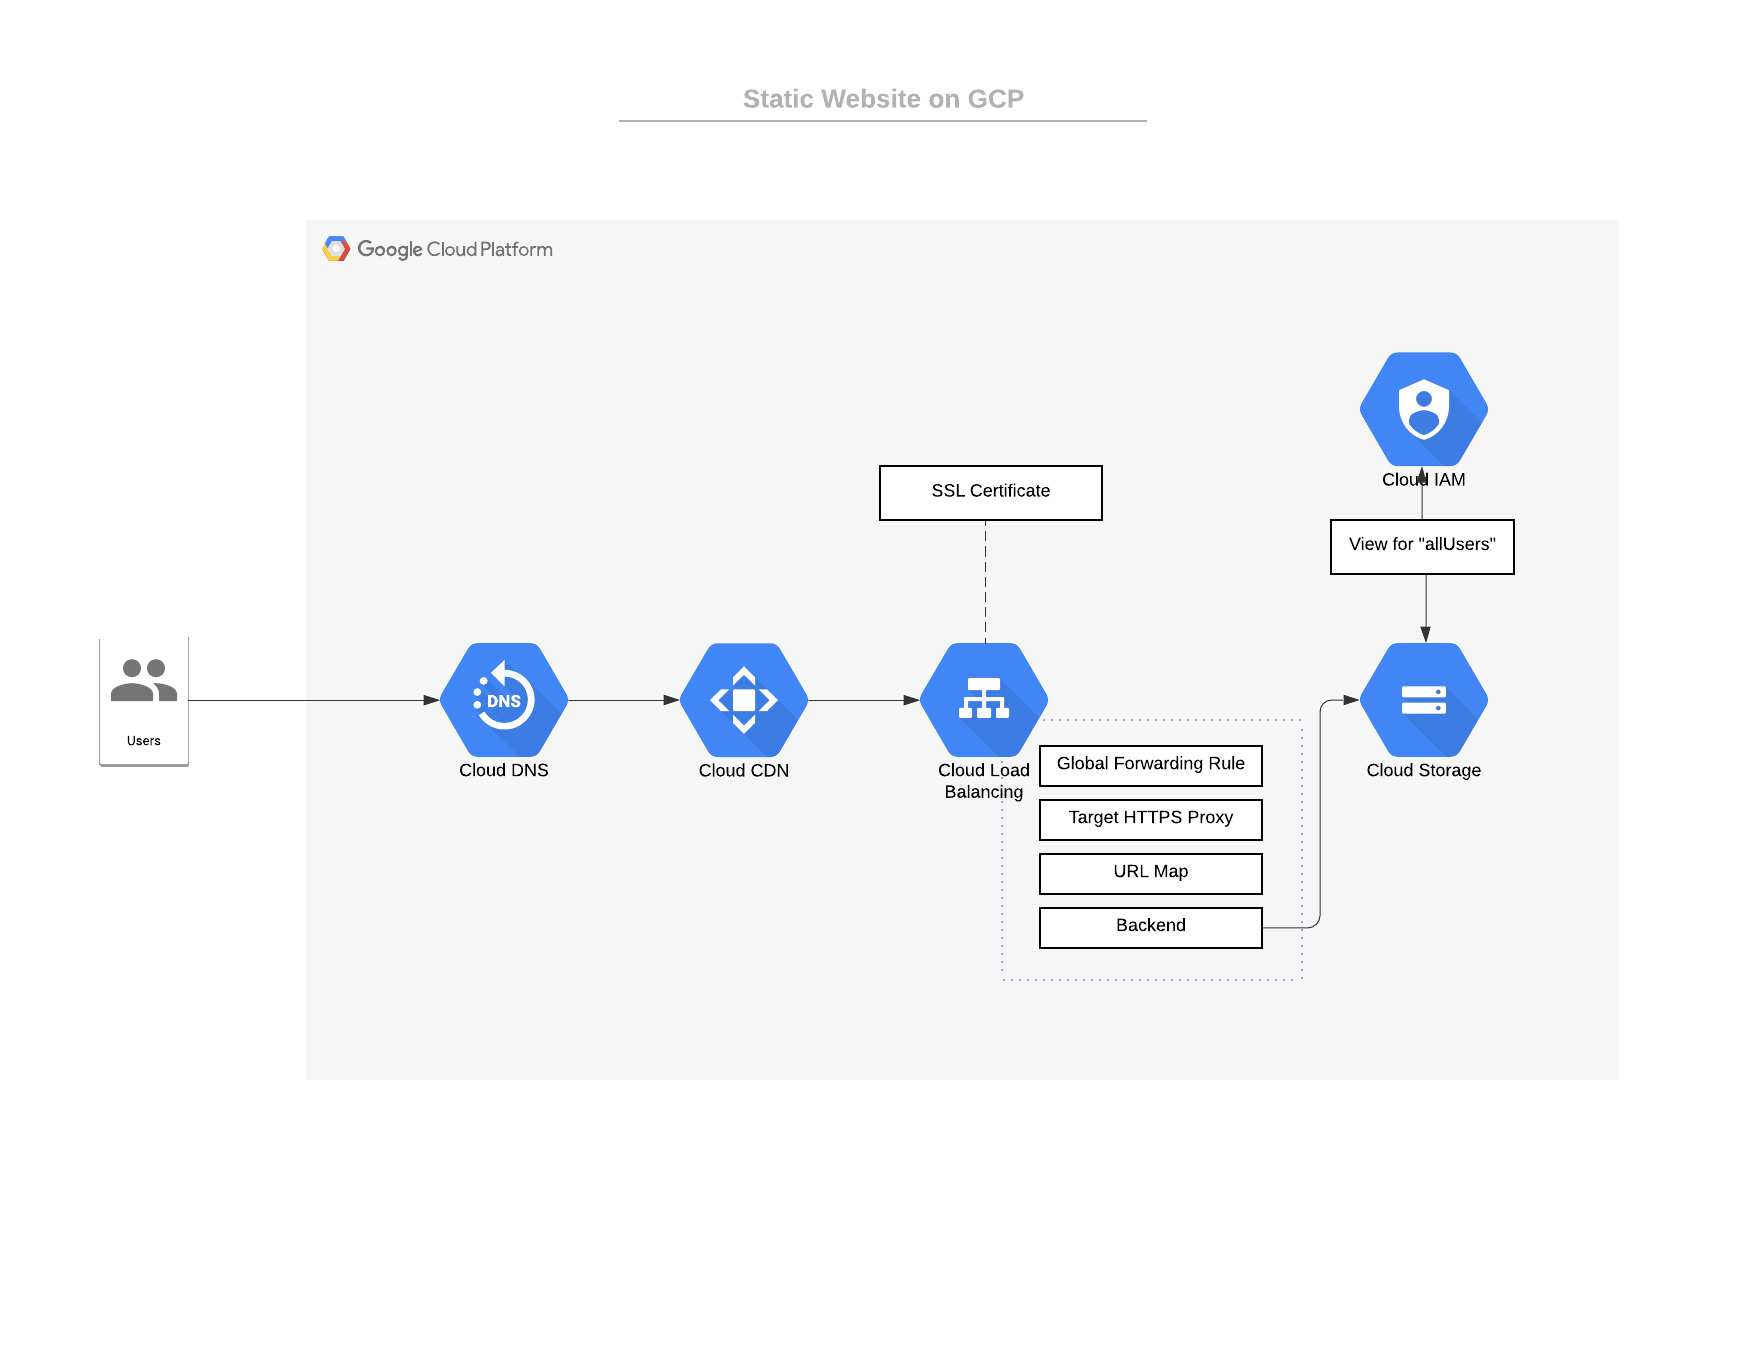 Static Website on GCP
Google Cloud Platform
Cloud IAM
SSL Certificate
View for "allUsers"
Users
DNS
Cloud DNS
Cloud CDN
Cloud Load
Balancing
Global Forwarding Rule
Target HTTPS Proxy
URL Map
Backend
Cloud Storage